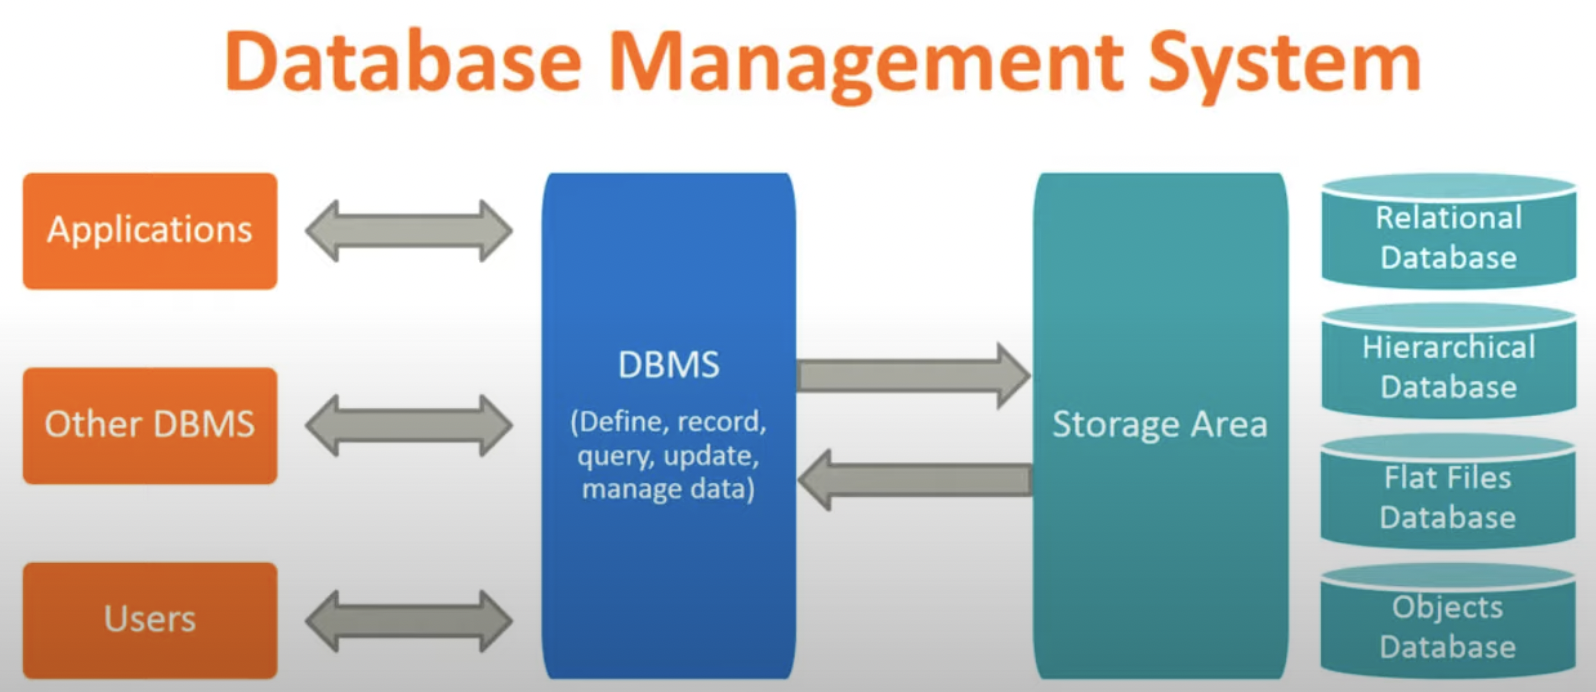 Database Management System
Applications
Other DBMS
Users
DBMS
(Define, record,
query, update,
manage data)
Storage Area
Relational
Database
Hierarchical
Database
Flat Files
Database
Objects
Database